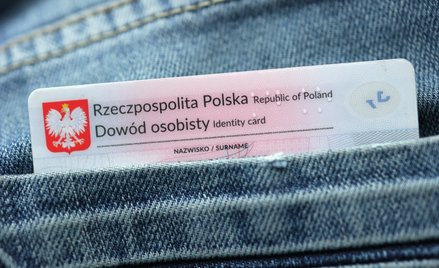 Rzeczpospolita Polska Republic of Poland
Dowód osobisty Identity card
NAZWISKO / SURNAME